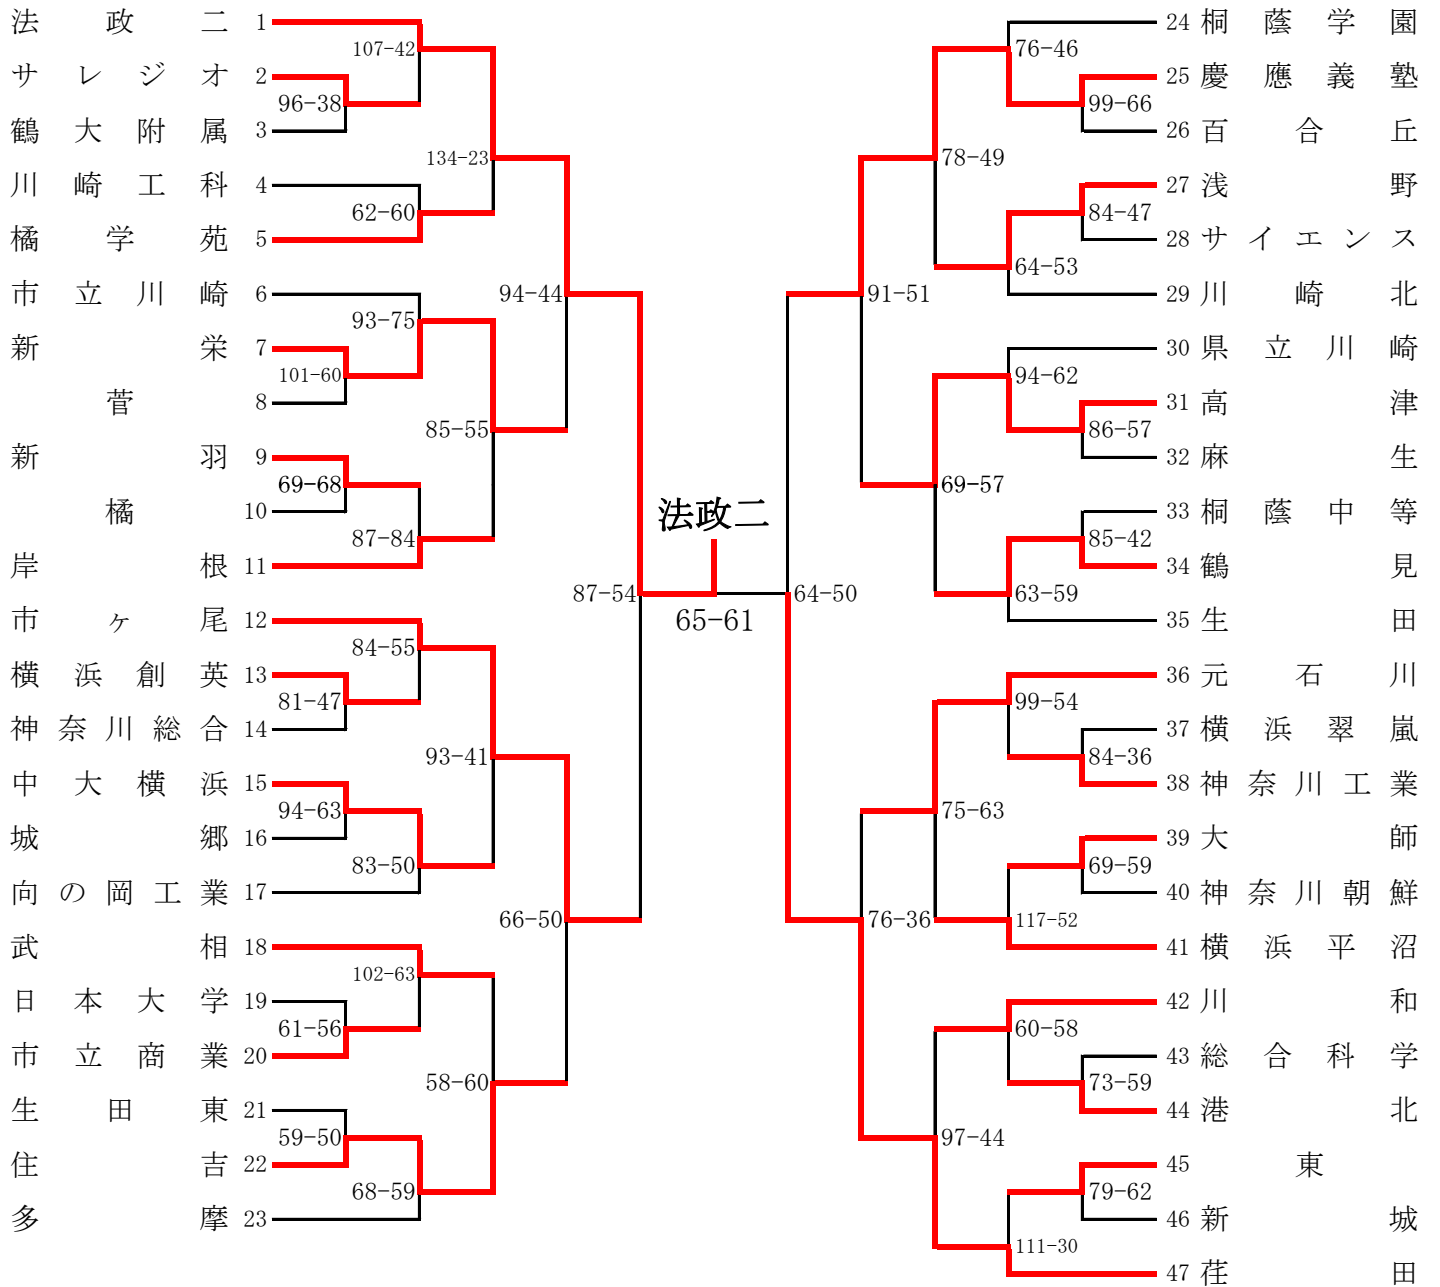 法政二 1
107-42
サレジオ 2
96-38
鶴大附属 3
134-23
川崎工科 4
62-60
橘学苑 5
市立川崎 6
94-44
93-75
新栄 7
101-60
菅 8
85-55
新羽 9
69-68
橘 10
87-84
岸根 11
87-54
市ヶ尾 12
84-55
横浜創英 13
81-47
神奈川総合 14
93-41
中大横浜 15
94-63
城郷 16
83-50
向の岡工業 17
66-50
武相 18
102-63
日本大学 19
61-56
市立商業 20
58-60
生田東 21
59-50
住吉 22
68-59
多摩 23
法政二
65-61
24 桐蔭学園
76-46
25 慶應義塾
99-66
26 百合丘
78-49
27 浅野
84-47
28 サイエンス
64-53
29 川崎北
91-51
30 県立川崎
94-62
31 高津
86-57
32 麻生
69-57
33 桐蔭中等
85-42
34 鶴見
63-59
35 生田
64-50
36 元石川
99-54
37 横浜翠嵐
84-36
38 神奈川工業
75-63
39 大師
69-59
40 神奈川朝鮮
117-52
41 横浜平沼
76-36
42 川和
60-58
43 総合科学
73-59
44 港北
97-44
45 東
79-62
46 新城
111-30
47 荏田